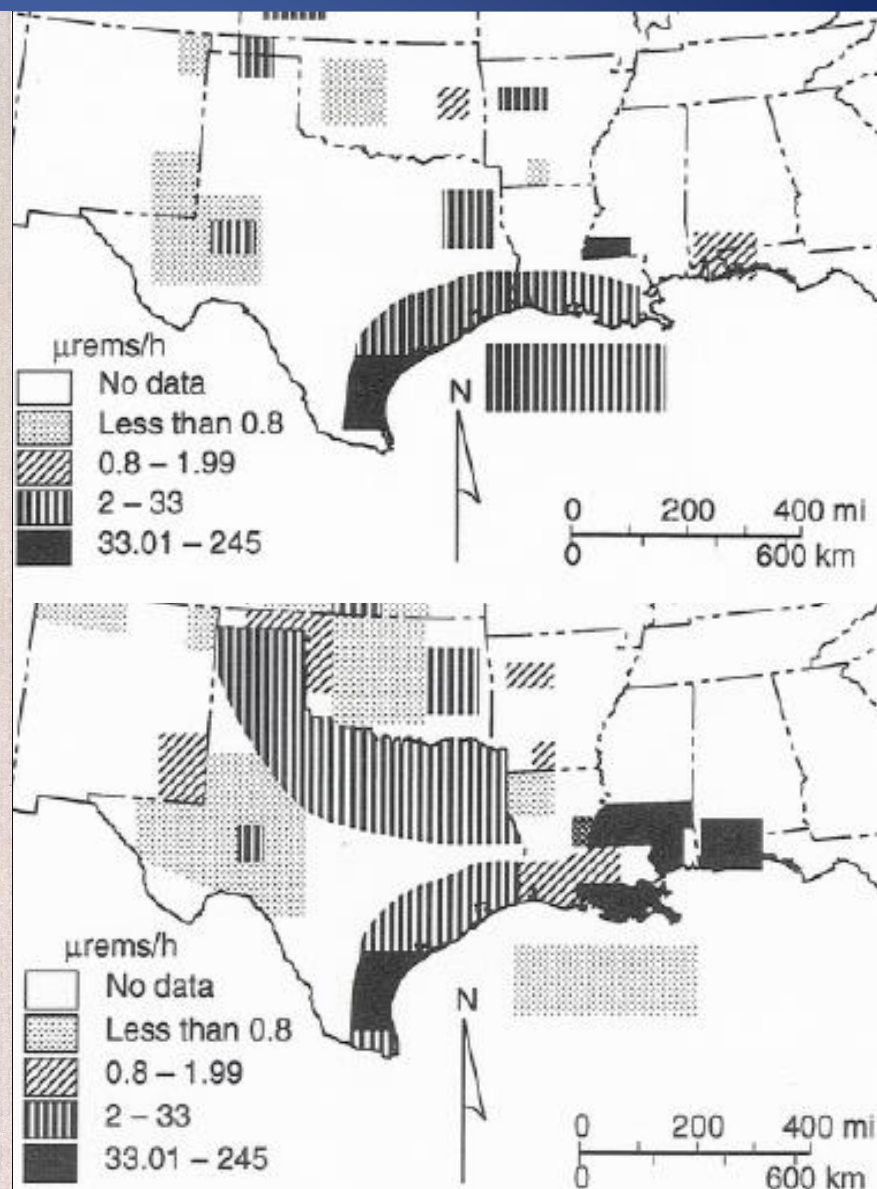 μrems/h
No data
Less than 0.8
0.8 – 1.99
2 – 33
33.01 – 245
N
0 200 400 mi
0 600 km
μrems/h
No data
Less than 0.8
0.8 – 1.99
2 – 33
33.01 – 245
N
0 200 400 mi
0 600 km